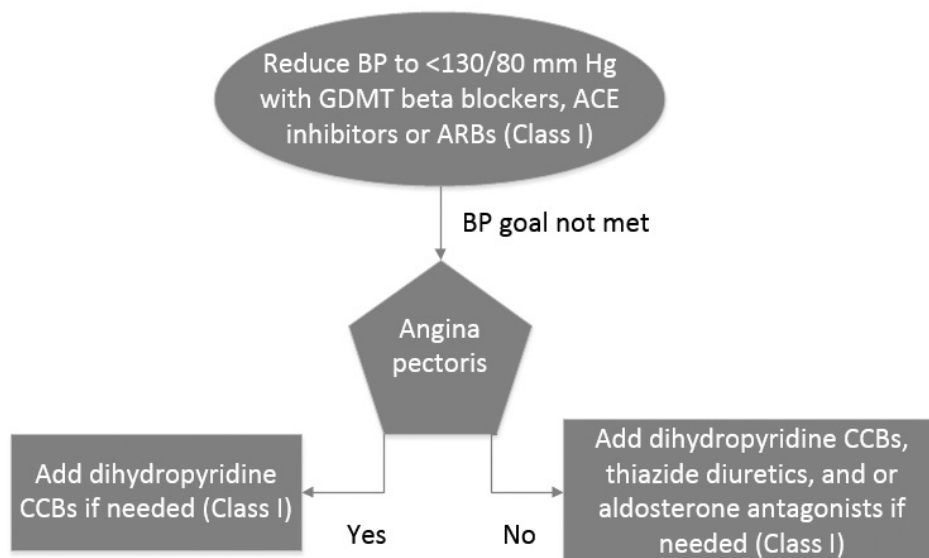 Reduce BP to <130/80 mm Hg
with GDMT beta blockers, ACE
inhibitors or ARBs (Class I)
BP goal not met
Angina
pectoris
Add dihydropyridine
CCBs if needed (Class I)
Yes
No
Add dihydropyridine CCBs,
thiazide diuretics, and or
aldosterone antagonists if
needed (Class I)